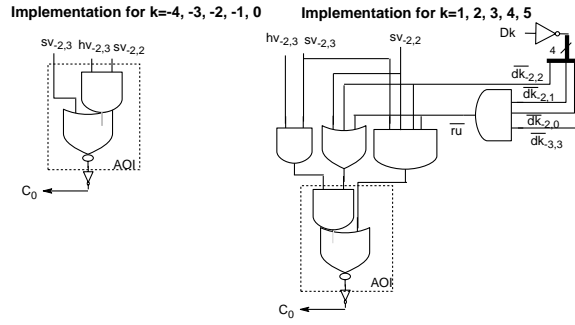 Implementation for k=-4, -3, -2, -1, 0
Implementation for k=1, 2, 3, 4, 5
sv-2,3 hv-2,3 sv-2,2
AOI
C0
hv-2,3 sv-2,3
sv-2,2
Dk
4
dk-2,2
dk-2,1
dk-2,0
dk-3,3
ru
AOI
C0